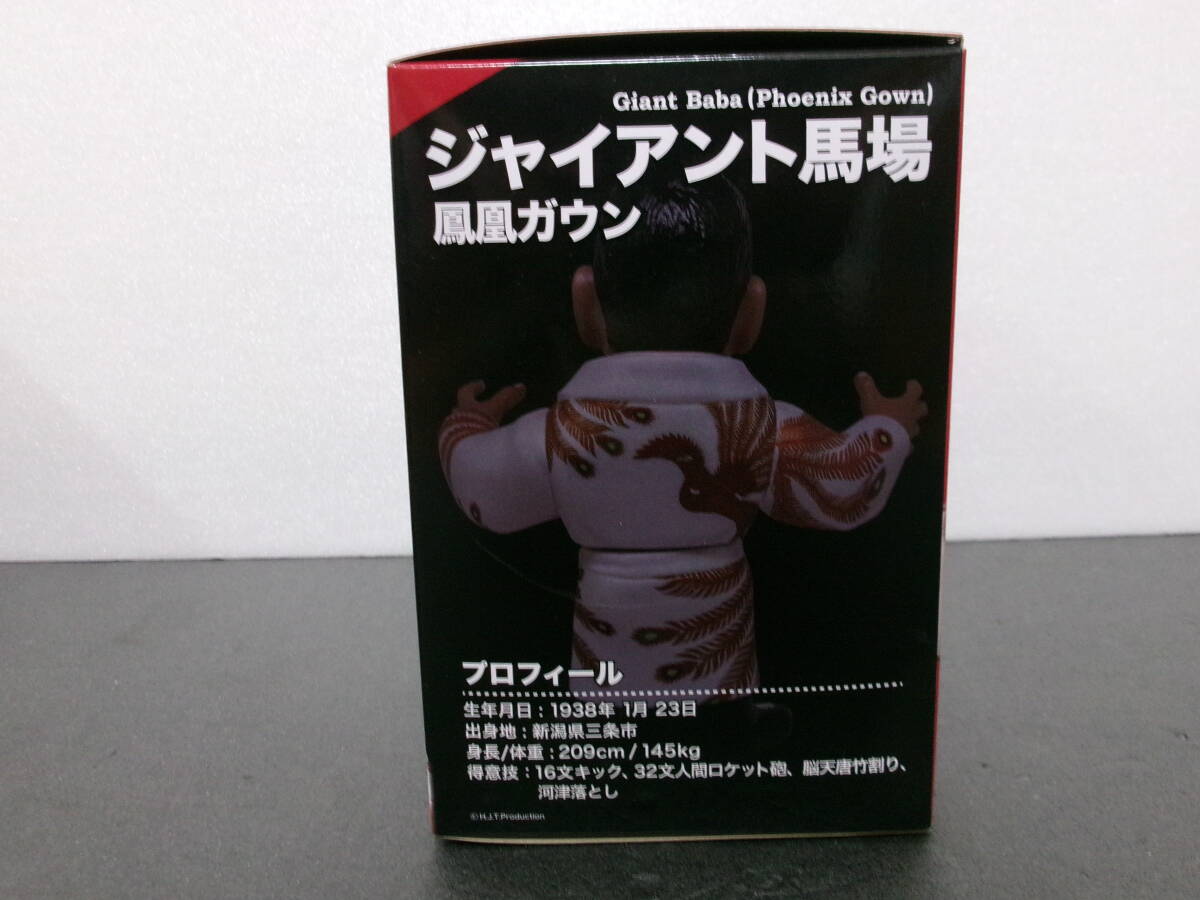 Giant Baba (Phoenix Gown)
ジャイアント馬場
鳳凰ガウン
プロフィール
生年月日：1938年 1月 23日
出身地：新潟県三条市
身長/体重：209cm / 145kg
得意技：16文キック、32文人間ロケット砲、脳天唐竹割り、
河津落とし
© H.J.T.Production